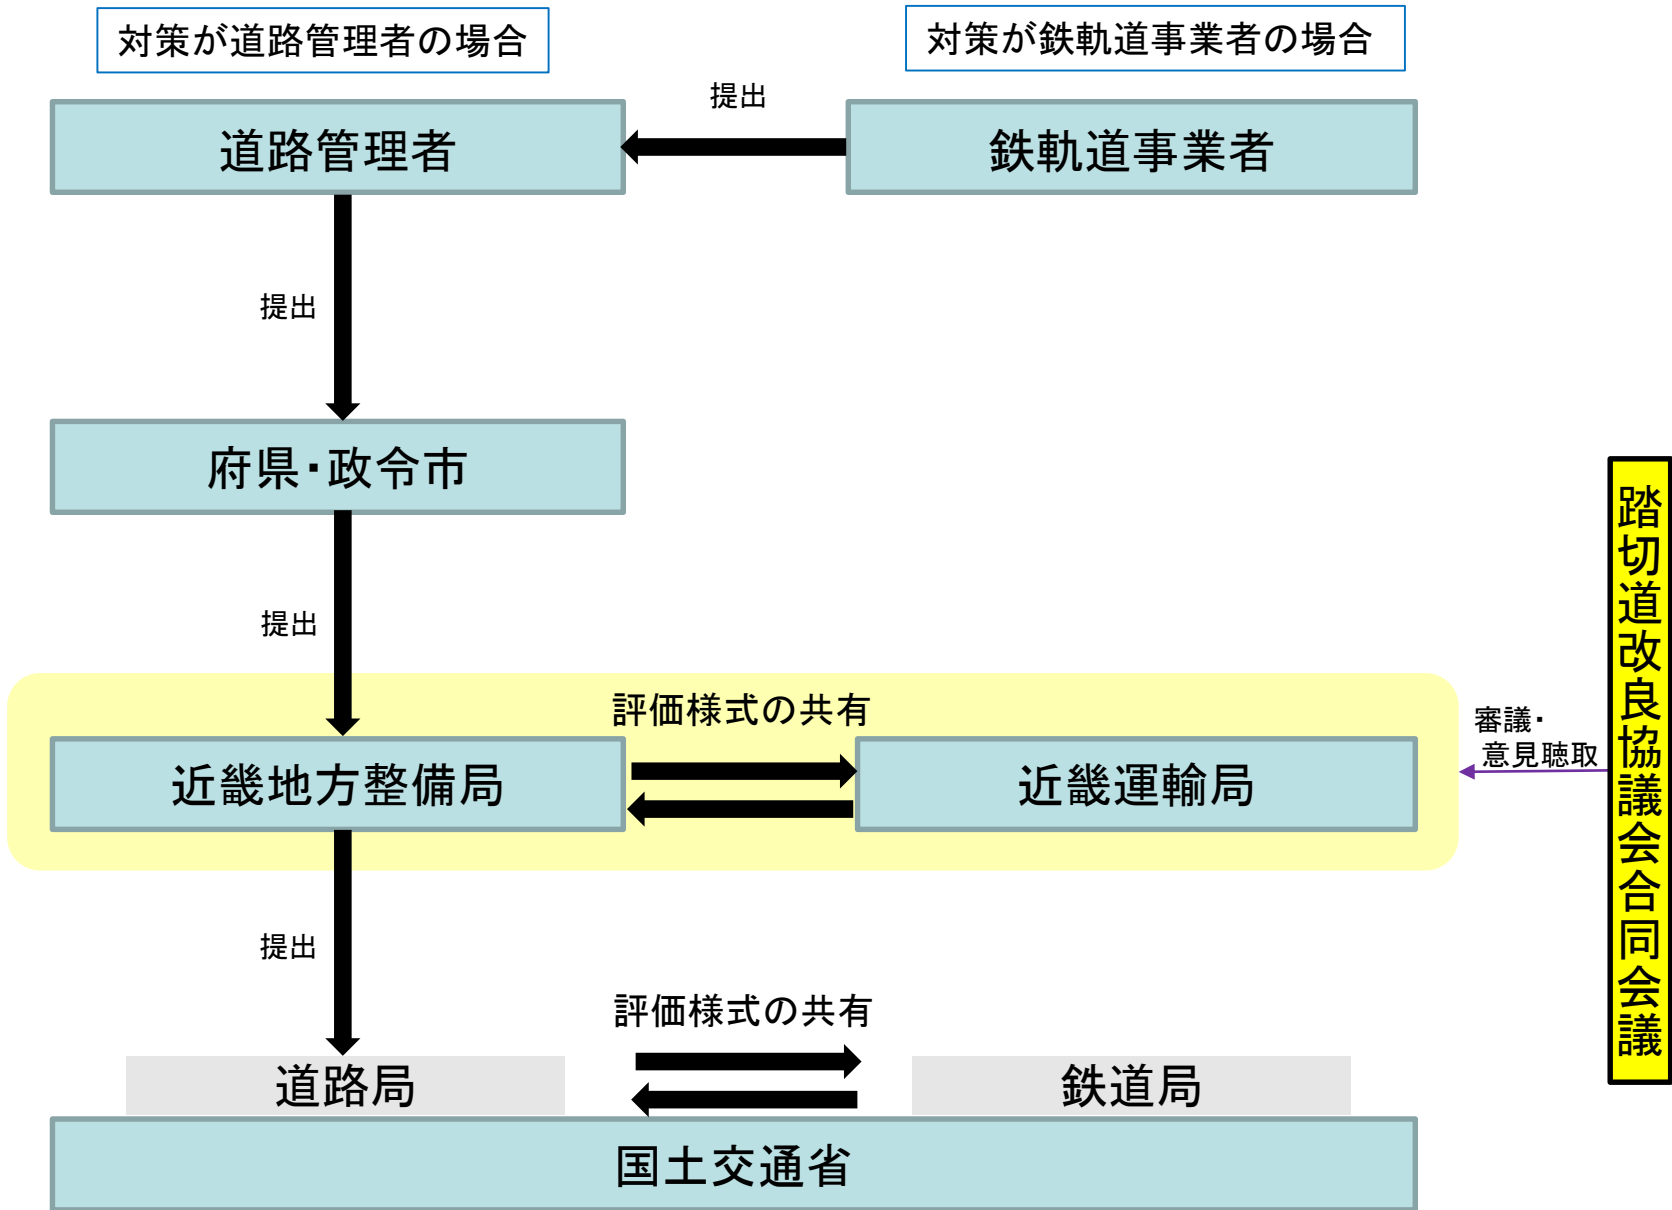 対策が道路管理者の場合
対策が鉄軌道事業者の場合
提出
道路管理者
鉄軌道事業者
提出
府県・政令市
提出
評価様式の共有
近畿地方整備局
近畿運輸局
審議・
意見聴取
踏切道改良協議会合同会議
提出
評価様式の共有
道路局
鉄道局
国土交通省